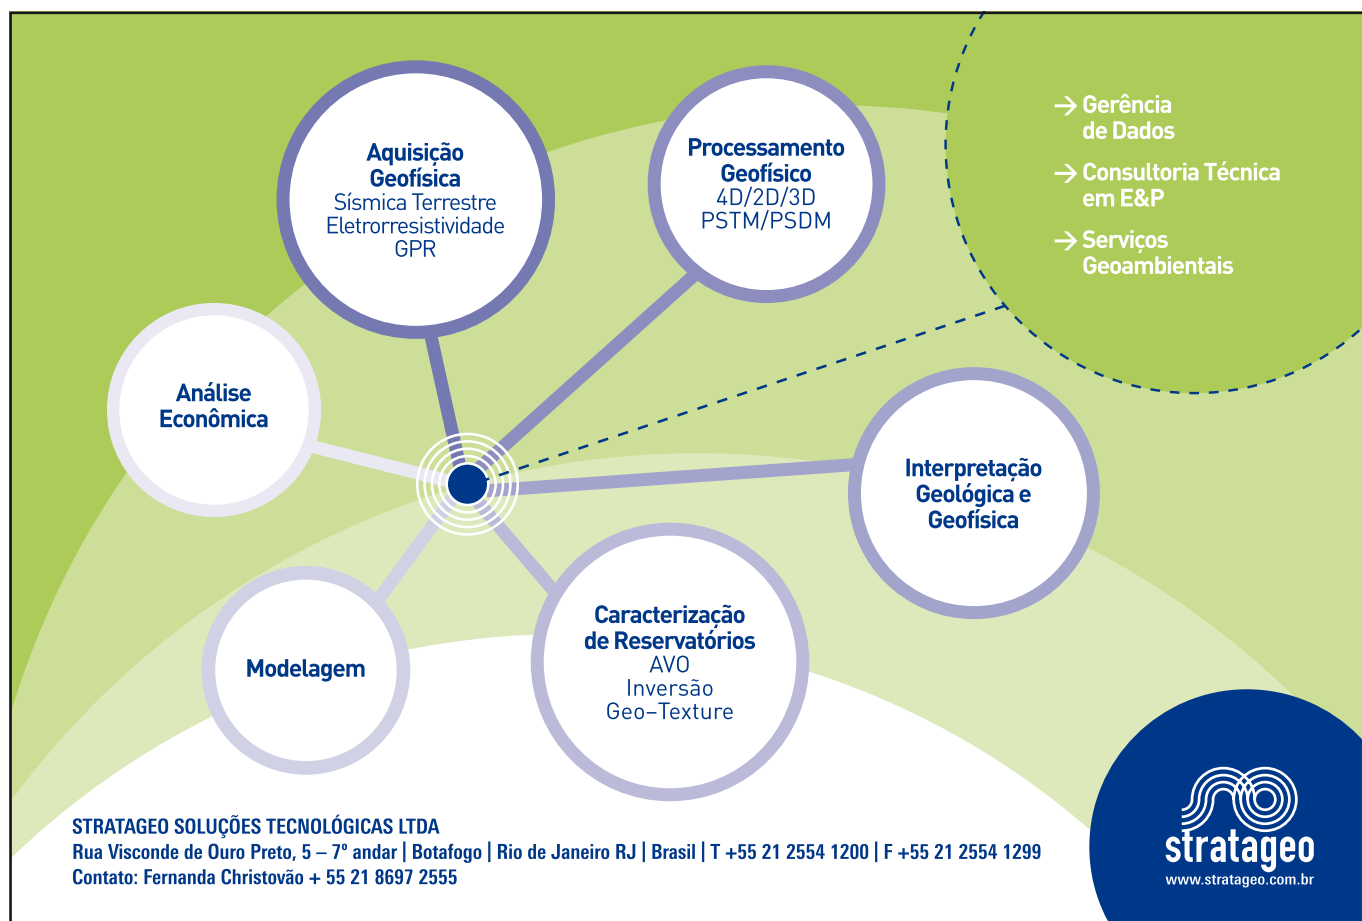 Aquisição
Geofísica
Sísmica Terrestre
Eletrorresistividade
GPR
Processamento
Geofísico
4D/2D/3D
PSTM/PSDM
→ Gerência
de Dados
→ Consultoria Técnica
em E&P
→ Serviços
Geoambientais
Análise
Econômica
Interpretação
Geológica e
Geofísica
Modelagem
Caracterização
de Reservatórios
AVO
Inversão
Geo–Texture
STRATAGEO SOLUÇÕES TECNOLÓGICAS LTDA
Rua Visconde de Ouro Preto, 5 – 7º andar | Botafogo | Rio de Janeiro RJ | Brasil | T +55 21 2554 1200 | F +55 21 2554 1299
Contato: Fernanda Christovão + 55 21 8697 2555
stratageo
www.stratageo.com.br